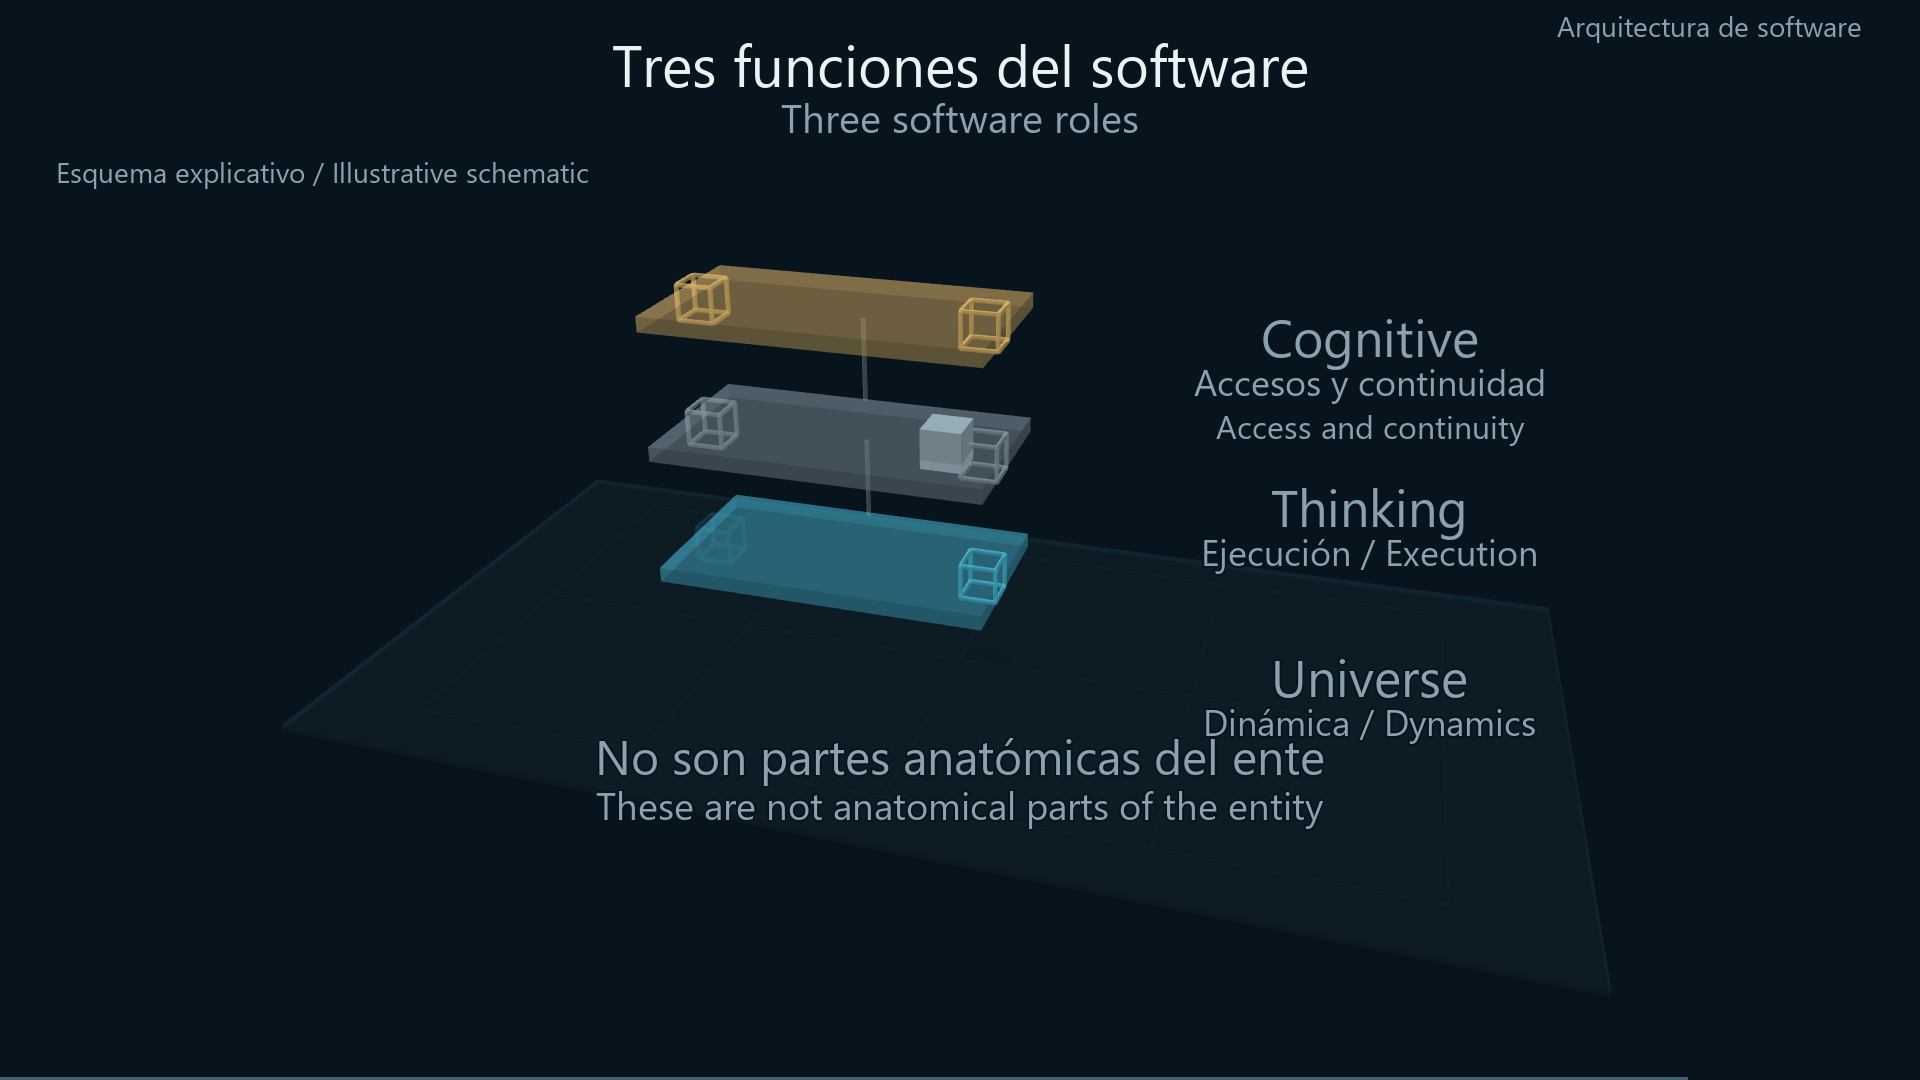 Arquitectura de software
Tres funciones del software
Three software roles
Esquema explicativo / Illustrative schematic
Cognitive
Accesos y continuidad
Access and continuity
Thinking
Ejecución / Execution
Universe
Dinámica / Dynamics
No son partes anatómicas del ente
These are not anatomical parts of the entity